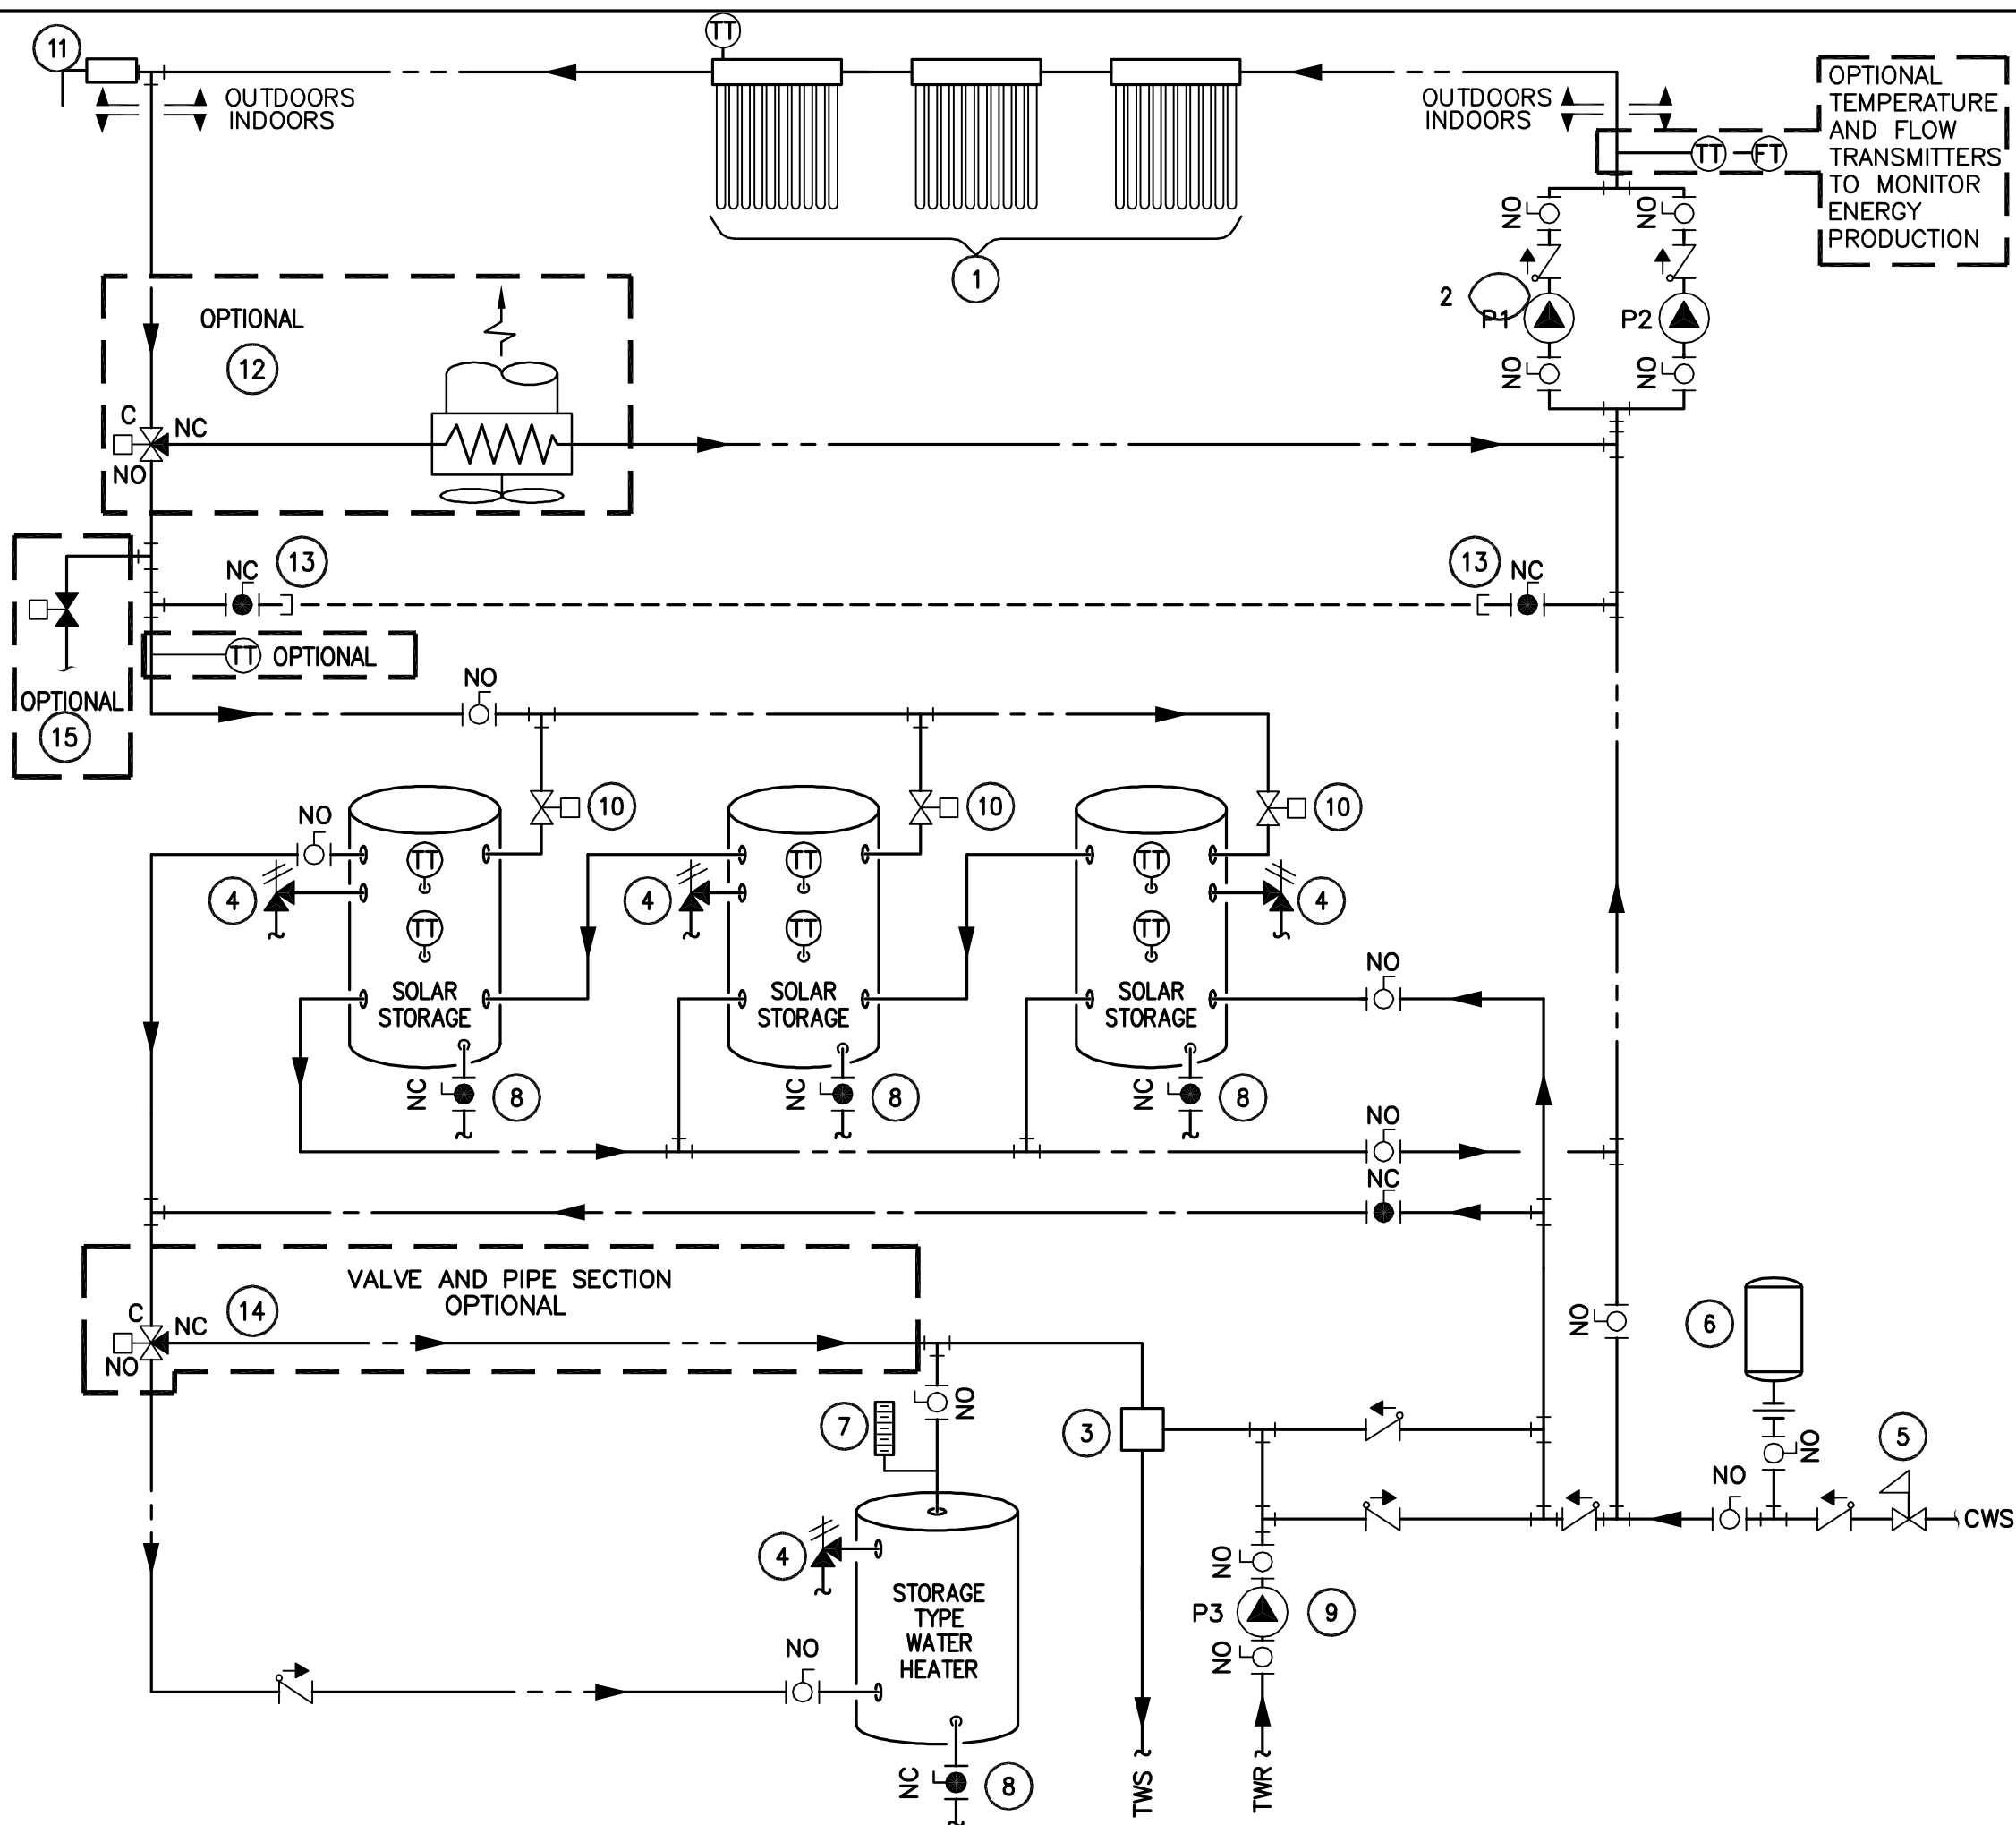 11
TT
OUTDOORS
INDOORS
OUTDOORS
INDOORS
OPTIONAL
TEMPERATURE
AND FLOW
TRANSMITTERS
TO MONITOR
ENERGY
PRODUCTION
TT
FT
NO
NO
1
2
P1
P2
NO
NO
OPTIONAL
12
C
NC
NO
NC
13
13
NC
TT
OPTIONAL
OPTIONAL
15
NO
NO
10
10
10
TT
TT
TT
4
4
4
TT
TT
TT
SOLAR
STORAGE
SOLAR
STORAGE
SOLAR
STORAGE
NO
NC
8
NC
8
NC
8
NO
NC
VALVE AND PIPE SECTION
OPTIONAL
C
14
NC
NO
NO
6
7
NO
3
NO
5
NO
CWS
4
STORAGE
TYPE
WATER
HEATER
NO
P3
9
NO
NO
NC
8
TWS
TWR